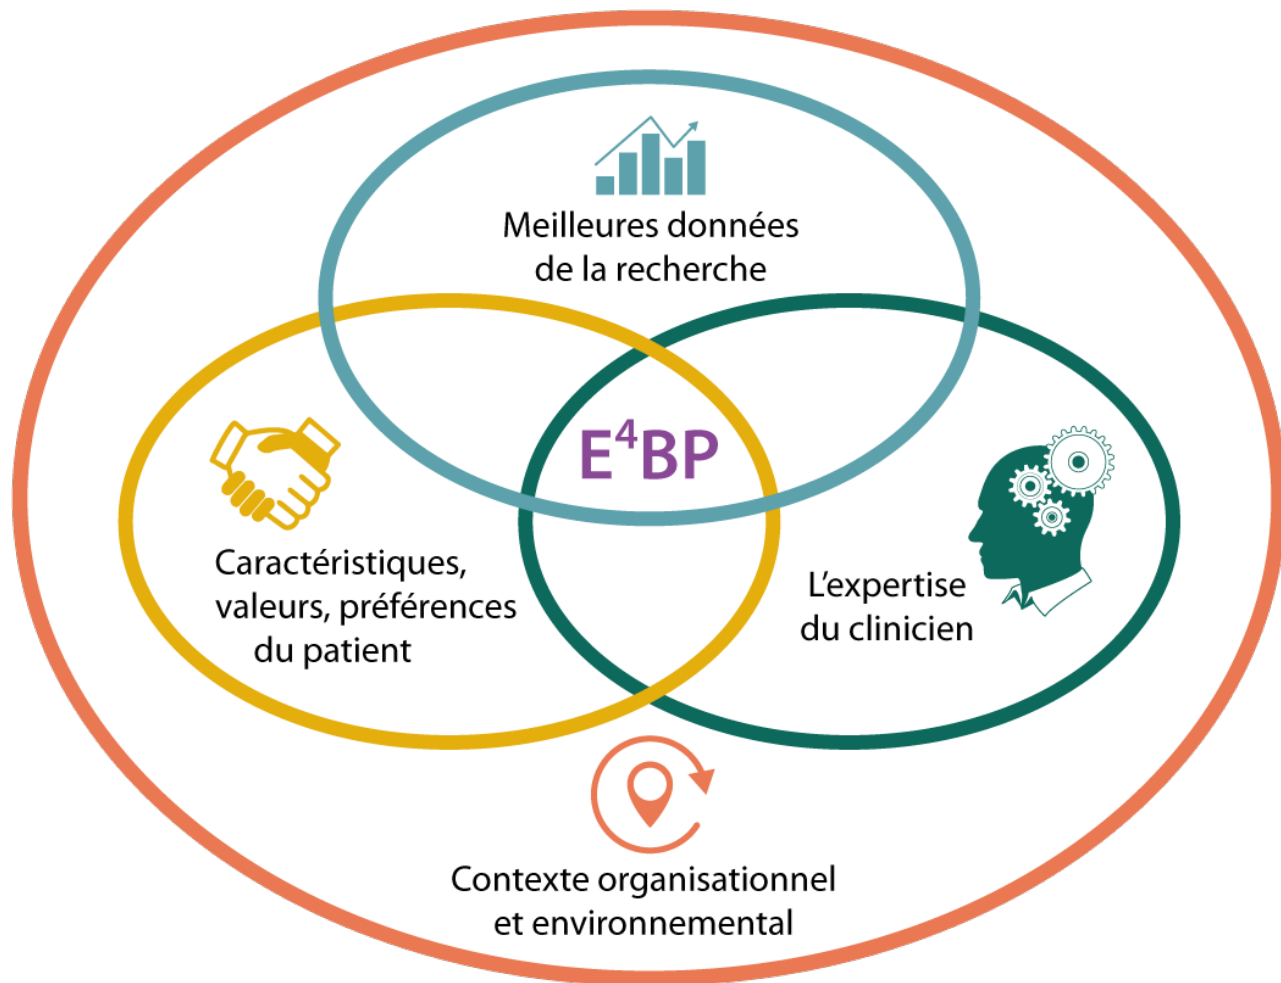 Meilleures données
de la recherche
E⁴BP
Caractéristiques,
valeurs, préférences
du patient
L’expertise
du clinicien
Contexte organisationnel
et environnemental